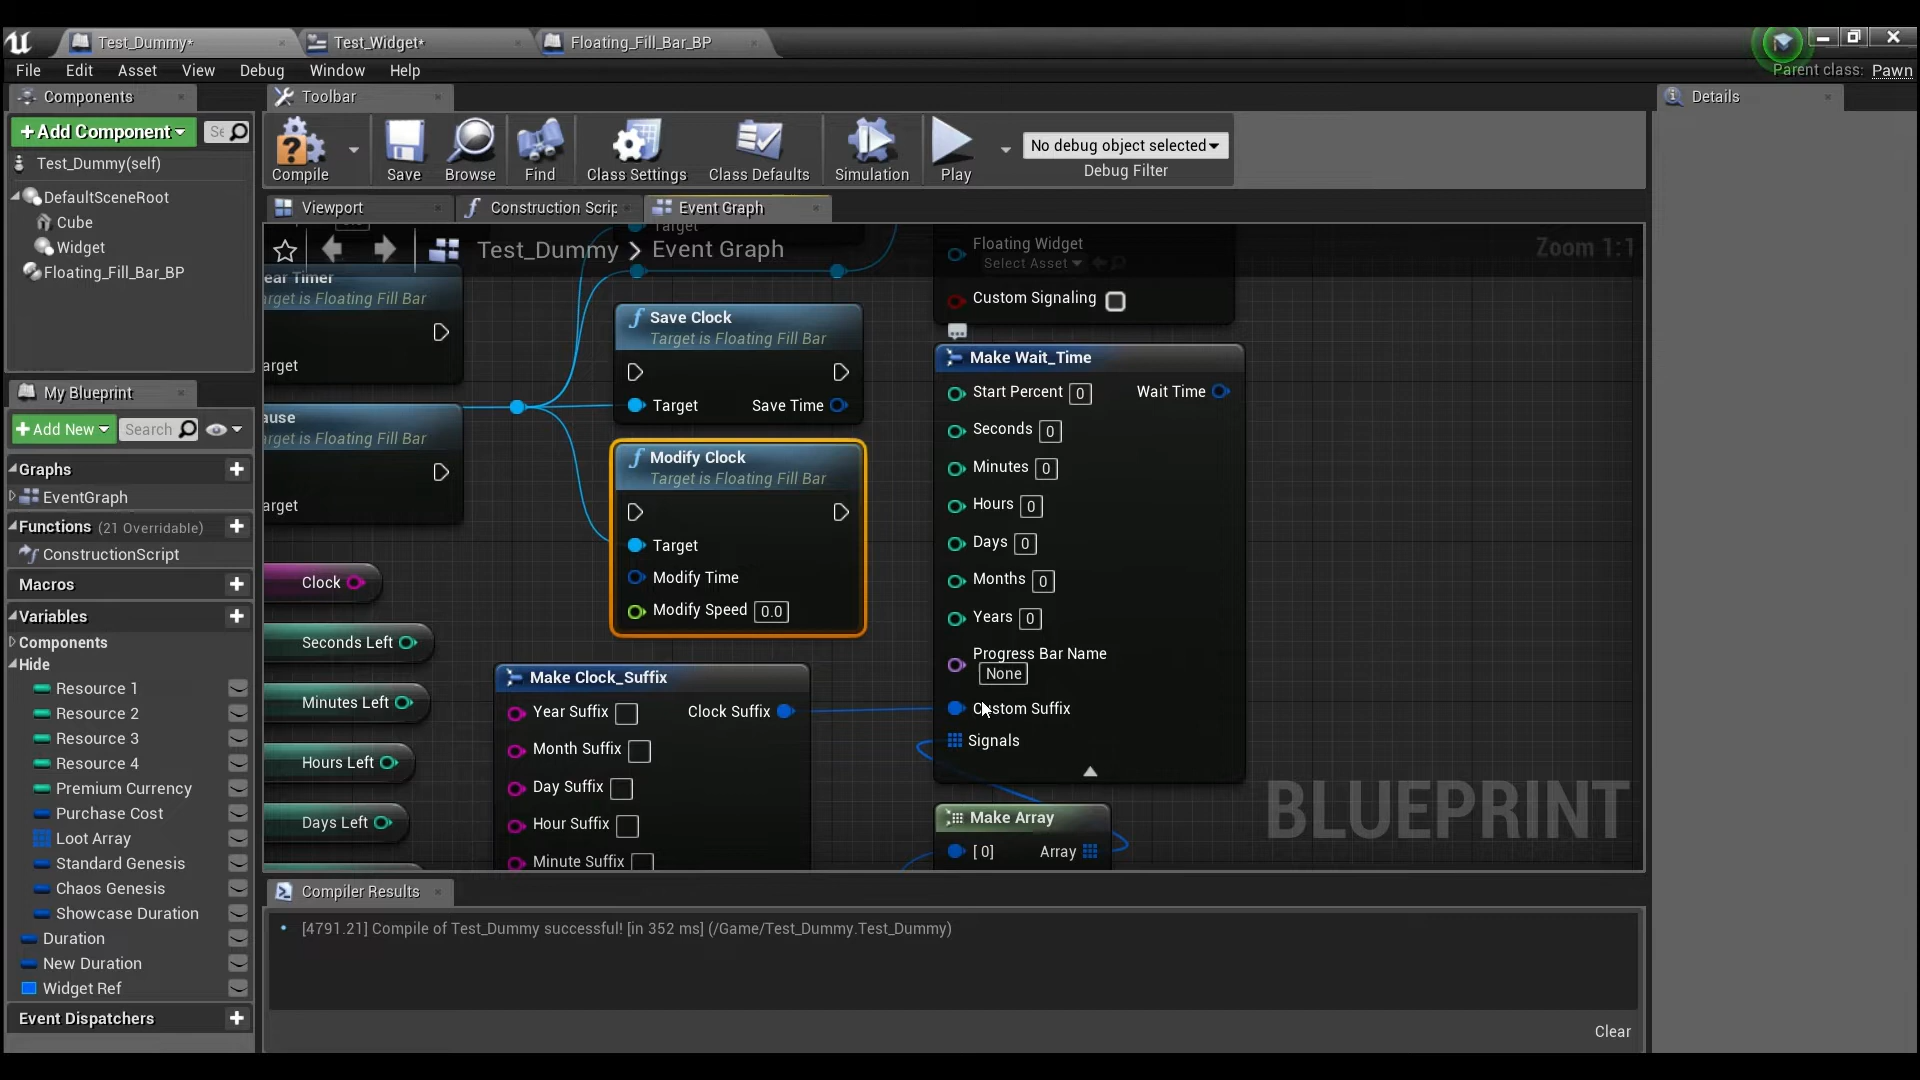 Test_Dummy*
Test_Widget*
Floating_Fill_Bar_BP
File
Edit
Asset
View
Debug
Window
Help
Parent class:
Pawn
Components
Toolbar
Details
+Add Component
Test_Dummy(self)
DefaultSceneRoot
Cube
Widget
Floating_Fill_Bar_BP
Compile
Save
Browse
Find
Class Settings
Class Defaults
Simulation
Play
No debug object selected
Debug Filter
Viewport
Construction Scrip
Event Graph
Test_Dummy > Event Graph
Zoom 1:1
My Blueprint
+Add New
Search
Graphs
EventGraph
Functions (21 Overridable)
ConstructionScript
Macros
Variables
Components
Hide
Resource 1
Resource 2
Resource 3
Resource 4
Premium Currency
Purchase Cost
Loot Array
Standard Genesis
Chaos Genesis
Showcase Duration
Duration
New Duration
Widget Ref
Event Dispatchers
ear Timer
arget is Floating Fill Bar
arget
ause
arget is Floating Fill Bar
arget
Clock
Seconds Left
Minutes Left
Hours Left
Days Left
Target
Save Clock
Target is Floating Fill Bar
Target
Save Time
Modify Clock
Target is Floating Fill Bar
Target
Modify Time
Modify Speed 0.0
Make Clock_Suffix
Year Suffix
Clock Suffix
Month Suffix
Day Suffix
Hour Suffix
Minute Suffix
Floating Widget
Select Asset
Custom Signaling
Make Wait_Time
Start Percent 0
Wait Time
Seconds 0
Minutes 0
Hours 0
Days 0
Months 0
Years 0
Progress Bar Name
None
Custom Suffix
Signals
Make Array
[0]
Array
BLUEPRINT
Compiler Results
[4791.21] Compile of Test_Dummy successful! [in 352 ms] (/Game/Test_Dummy.Test_Dummy)
Clear